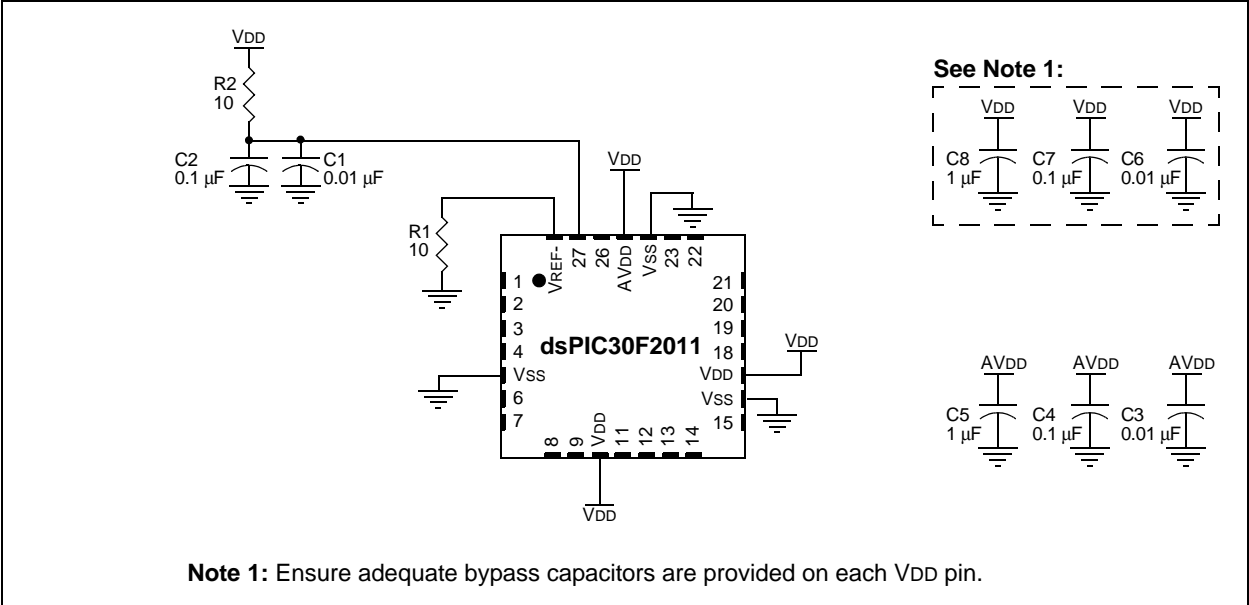 VDD
R2
10
C2
0.1 μF
C1
0.01 μF
R1
10
VDD
See Note 1:
VDD
VDD
VDD
C8
1 μF
C7
0.1 μF
C6
0.01 μF
VREF-
27
26
AVDD
VSS
23
22
1
2
3
4
VSS
6
7
dsPIC30F2011
21
20
19
18
VDD
VSS
15
VDD
8
9
VDD
11
12
13
14
VDD
AVDD
AVDD
AVDD
C5
1 μF
C4
0.1 μF
C3
0.01 μF
Note 1: Ensure adequate bypass capacitors are provided on each VDD pin.